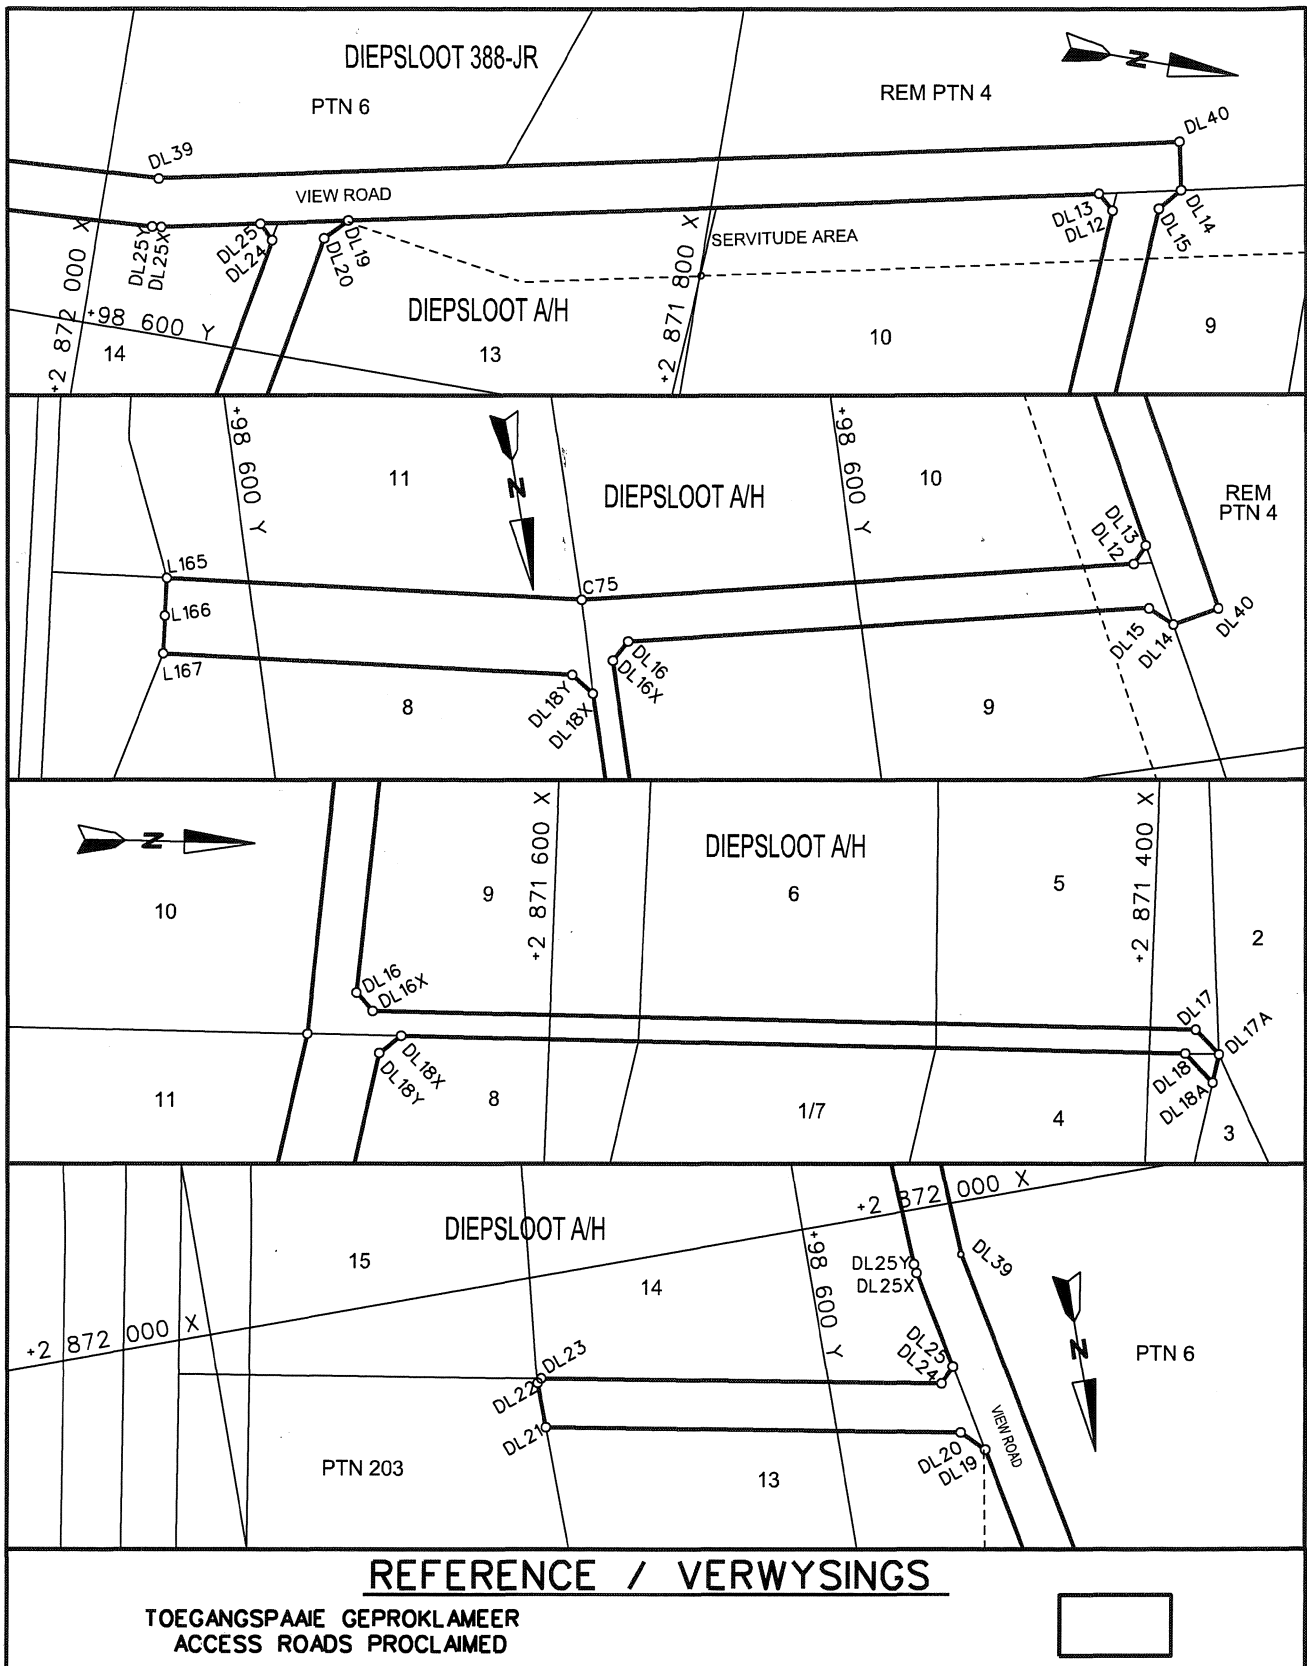 DIEPSLOOT 388-JR
PTN 6
REM PTN 4
N
DL39
DL40
VIEW ROAD
DL25Y
DL25X
DL25
DL24
DL19
DL20
SERVITUDE AREA
DL13
DL12
DL14
DL15
+2 872 000 X
+98 600 Y
+2 871 800 X
DIEPSLOOT A/H
14
13
10
9
+98 600 Y
11
N
DIEPSLOOT A/H
+98 600 Y
10
REM
PTN 4
L165
L166
L167
C75
DL13
DL12
DL15
DL14
DL40
DL16
DL16X
DL18Y
DL18X
8
9
N
10
9
+2 871 600 X
DIEPSLOOT A/H
6
5
+2 871 400 X
2
DL16
DL16X
DL17
DL17A
DL18X
DL18Y
DL18
DL18A
11
8
1/7
4
3
DIEPSLOOT A/H
+2 872 000 X
15
14
+98 600 Y
DL25Y
DL25X
DL39
+2 872 000 X
DL23
DL22
DL21
DL25
DL24
N
PTN 6
VIEW ROAD
DL20
DL19
PTN 203
13
REFERENCE / VERWYSINGS
TOEGANGSPAAIE GEPROKLAMEER
ACCESS ROADS PROCLAIMED